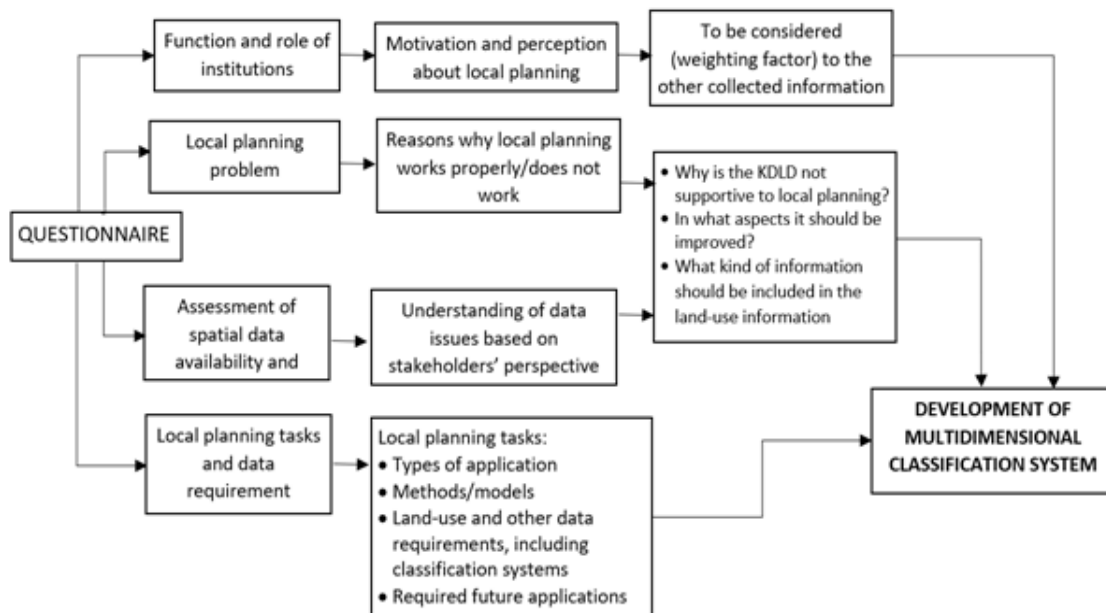 Function and role of
institutions
Motivation and perception
about local planning
To be considered
(weighting factor) to the
other collected information
Local planning
problem
Reasons why local planning
works properly/does not
work
• Why is the KDLD not
supportive to local planning?
• In what aspects it should be
improved?
• What kind of information
should be included in the
land-use information
QUESTIONNAIRE
Assessment of
spatial data
availability and
Understanding of data
issues based on
stakeholders’ perspective
Local planning tasks
and data
requirement
Local planning tasks:
• Types of application
• Methods/models
• Land-use and other data
requirements, including
classification systems
• Required future applications
DEVELOPMENT OF
MULTIDIMENSIONAL
CLASSIFICATION SYSTEM